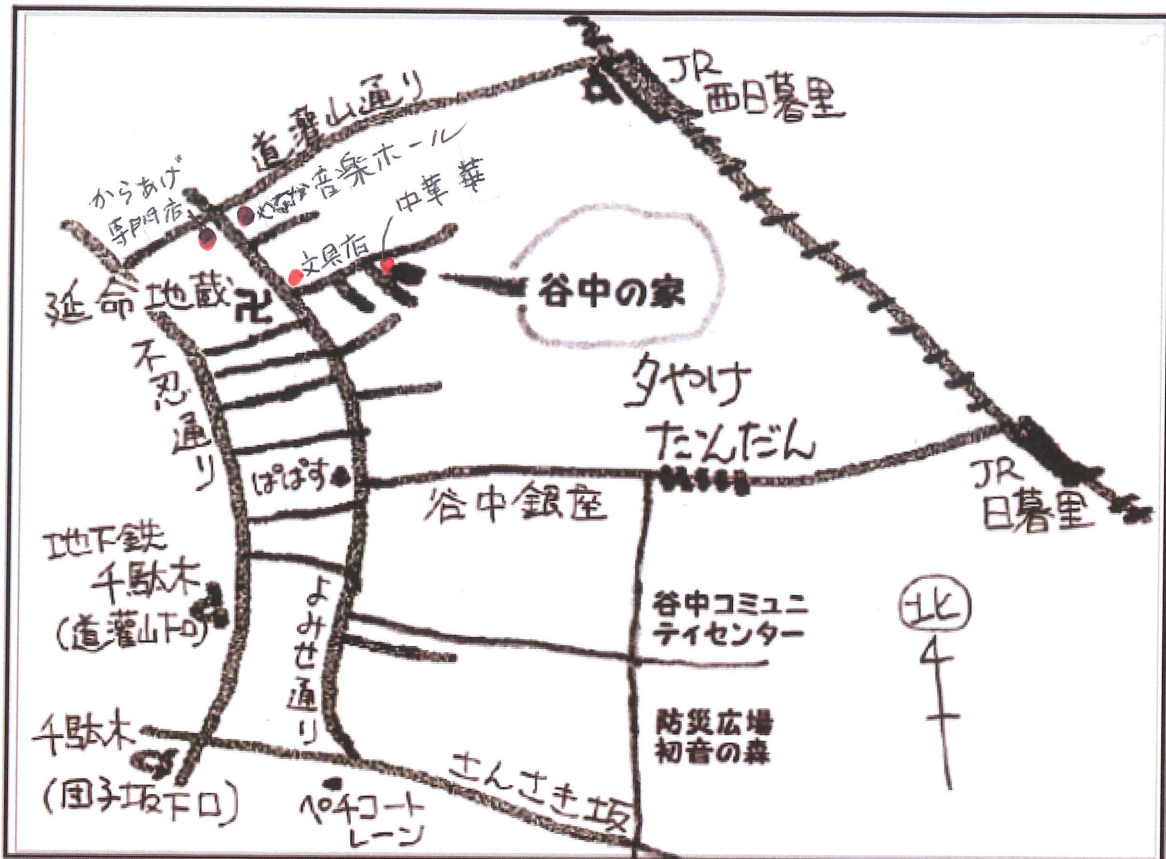 JR
西日暮里
道灌山通り
からあげ
専門店
やなか音楽ホール
中華 華
文具店
延命地蔵
卍
谷中の家
不忍通り
夕やけ
だんだん
ぱぱす
谷中銀座
JR
日暮里
地下鉄
千駄木
(道灌山下口)
よみせ通り
谷中コミュニ
ティセンター
北
防災広場
初音の森
千駄木
(団子坂下口)
さんさき坂
ペチコート
レーン